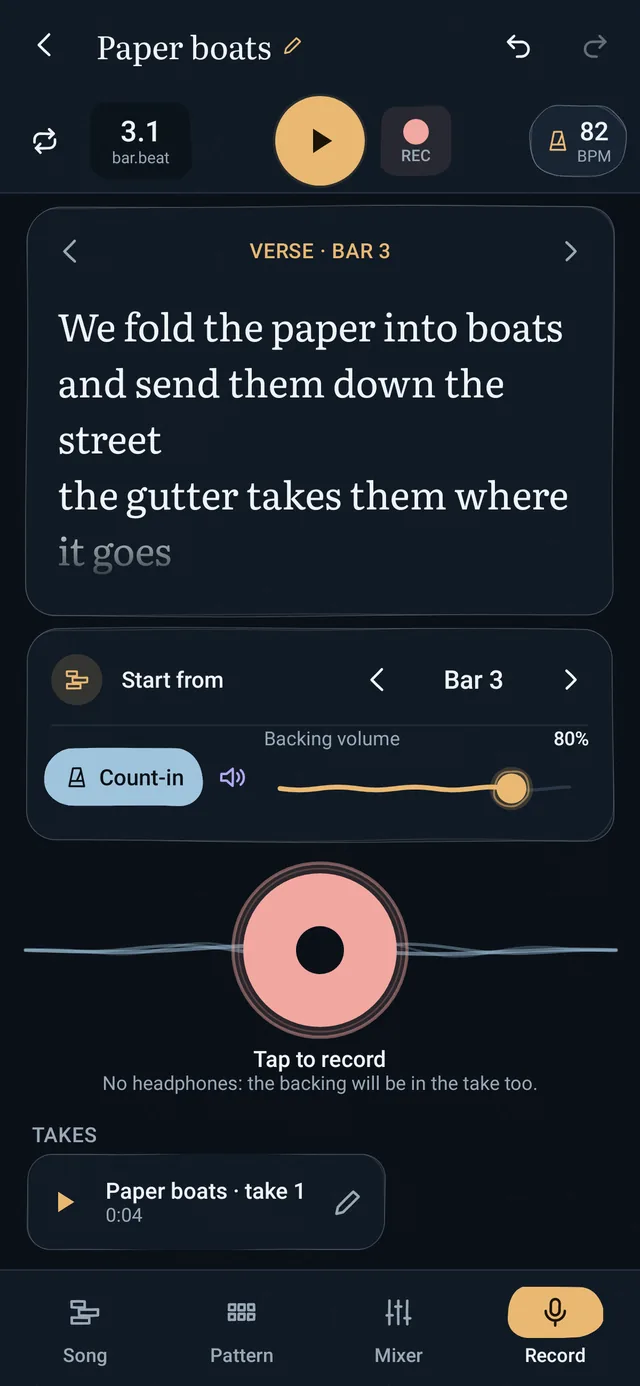 Paper boats
3.1
bar.beat
REC
82
BPM
VERSE · BAR 3
We fold the paper into boats
and send them down the
street
the gutter takes them where
it goes
Start from
Bar 3
Backing volume
80%
Count-in
Tap to record
No headphones: the backing will be in the take too.
TAKES
Paper boats · take 1
0:04
Song
Pattern
Mixer
Record